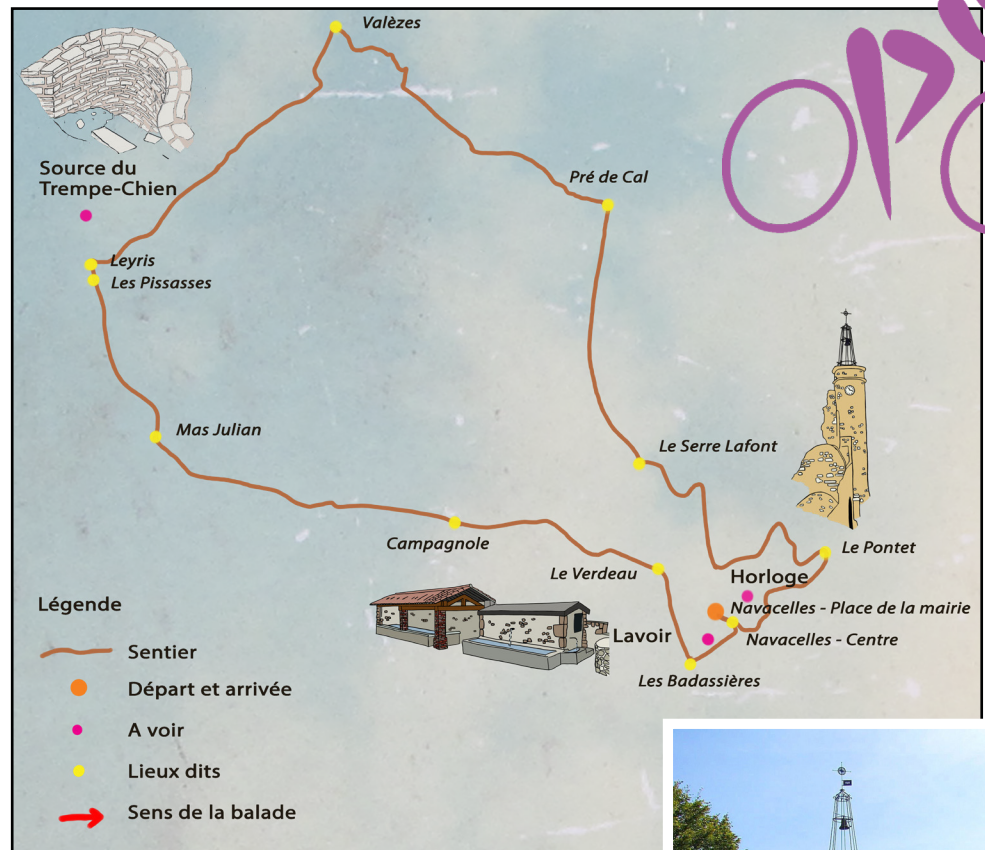 Valèzes
Source du
Trempe-Chien
Pré de Cal
Leyris
Les Pissasses
Mas Julian
Le Serre Lafont
Campagnole
Le Pontet
Le Verdeau
Horloge
Navacelles - Place de la mairie
Lavoir
Navacelles - Centre
Les Badassières
Légende
Sentier
Départ et arrivée
A voir
Lieux dits
Sens de la balade